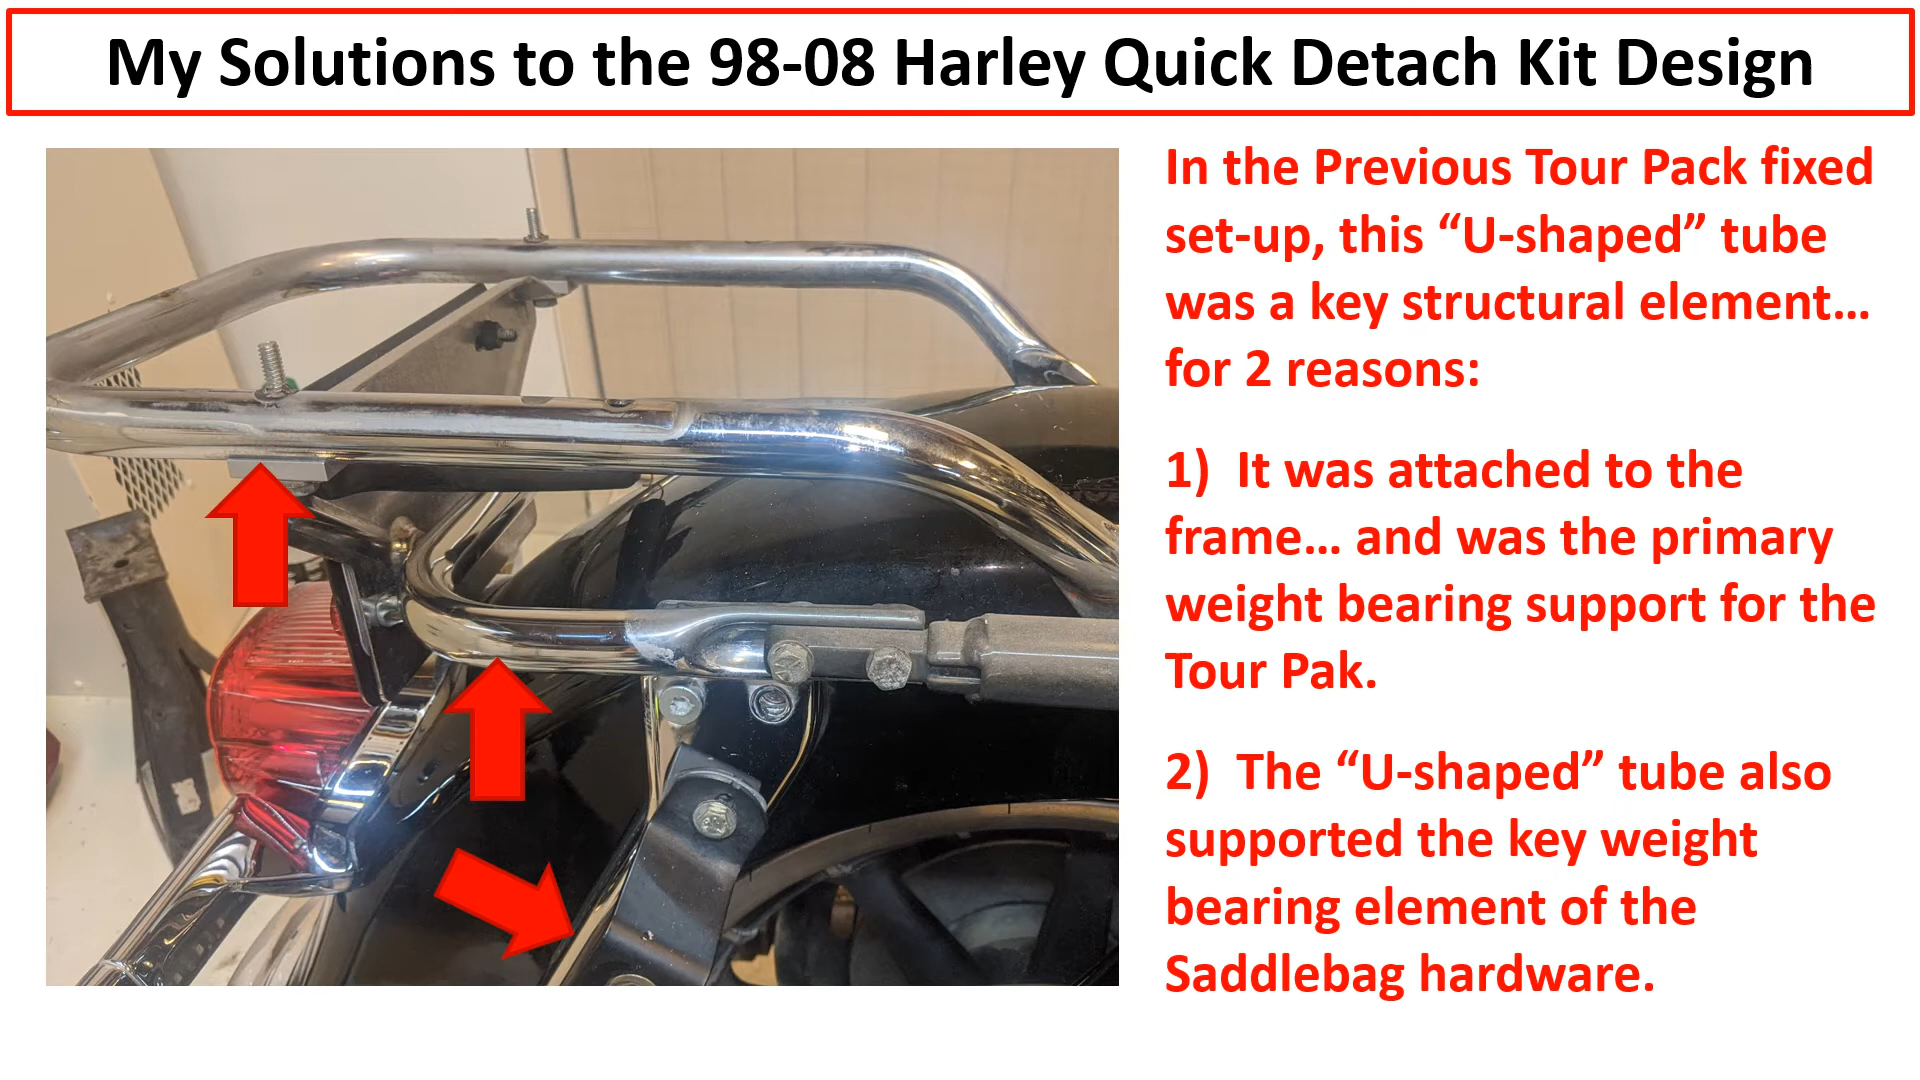 My Solutions to the 98-08 Harley Quick Detach Kit Design
In the Previous Tour Pack fixed
set-up, this “U-shaped” tube
was a key structural element…
for 2 reasons:
1)  It was attached to the
frame… and was the primary
weight bearing support for the
Tour Pak.
2)  The “U-shaped” tube also
supported the key weight
bearing element of the
Saddlebag hardware.